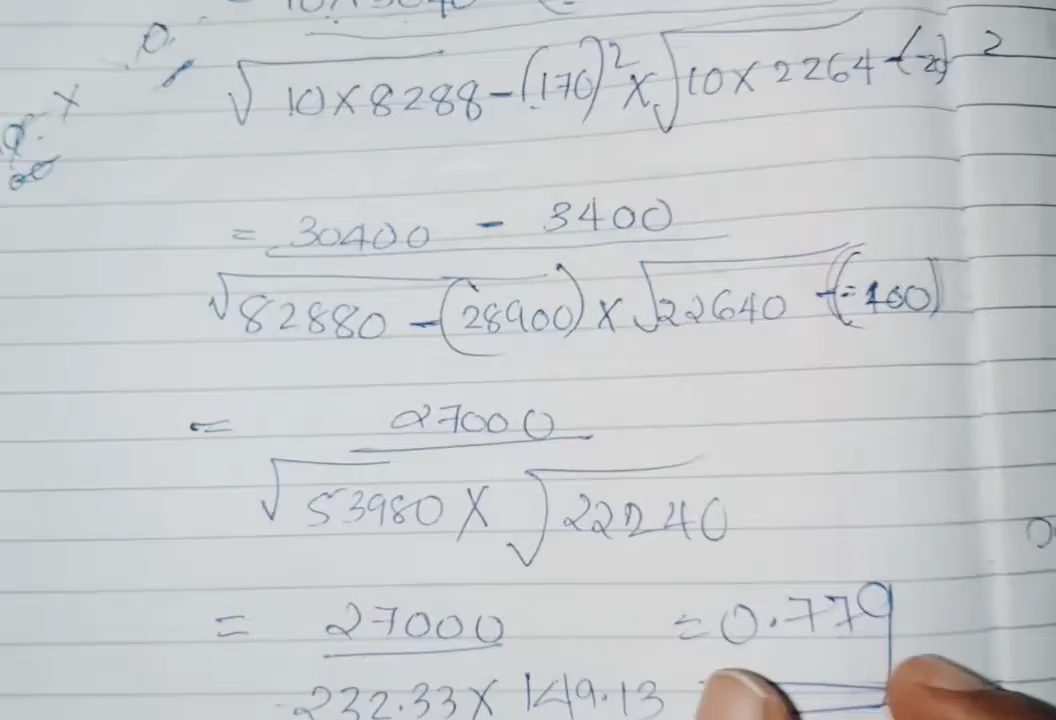 √10×8288-(170)² × √10×2264-(2)²
= 30400 - 3400
√82880 - (28900) × √22640 - (400)
= 27000
√53980 × √22240
= 27000 = 0.779
232.33 × 149.13